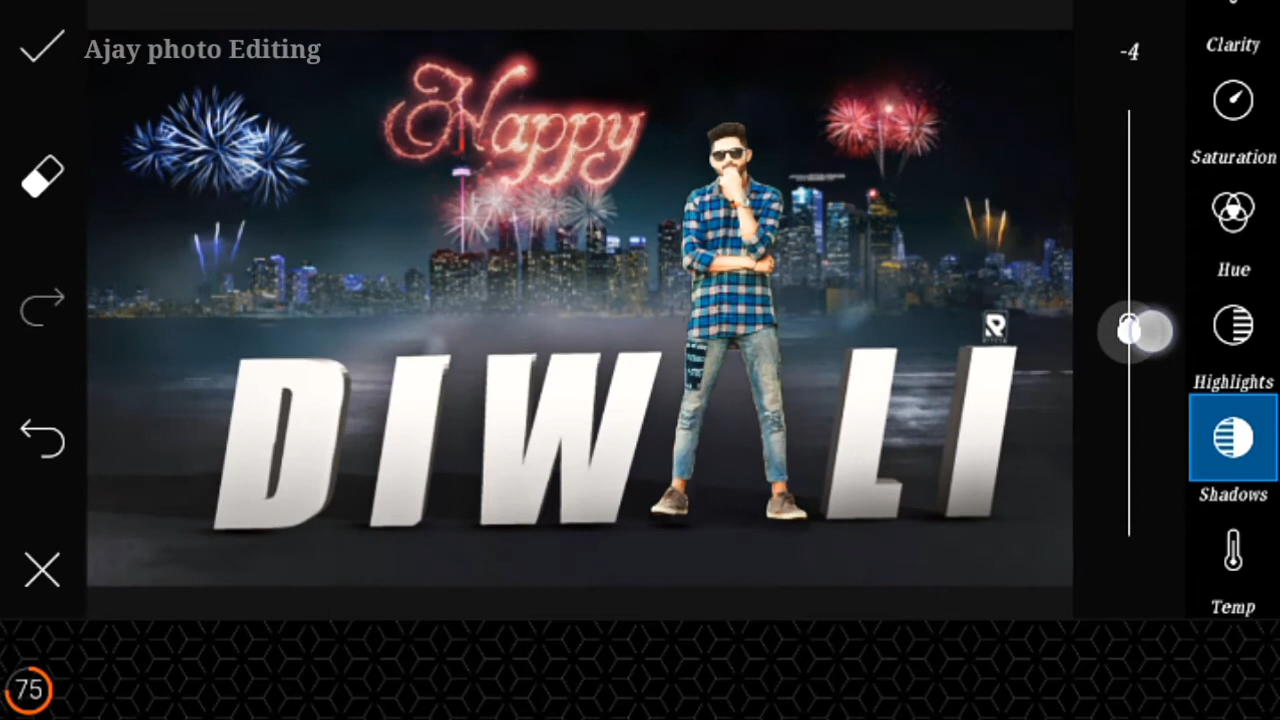 Ajay photo Editing
-4
Clarity
Happy
Saturation
Hue
Highlights
DIW LI
Shadows
Temp
75